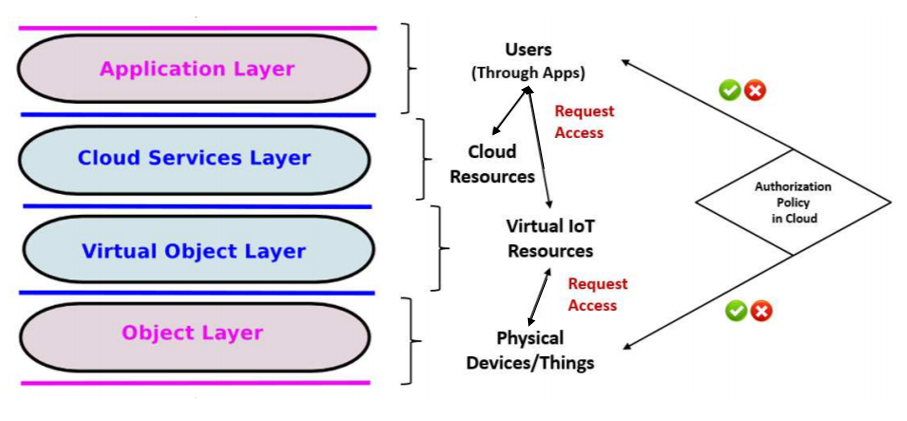 Application Layer
Cloud Services Layer
Virtual Object Layer
Object Layer
Users
(Through Apps)
Request
Access
Cloud
Resources
Virtual IoT
Resources
Request
Access
Physical
Devices/Things
Authorization
Policy
in Cloud